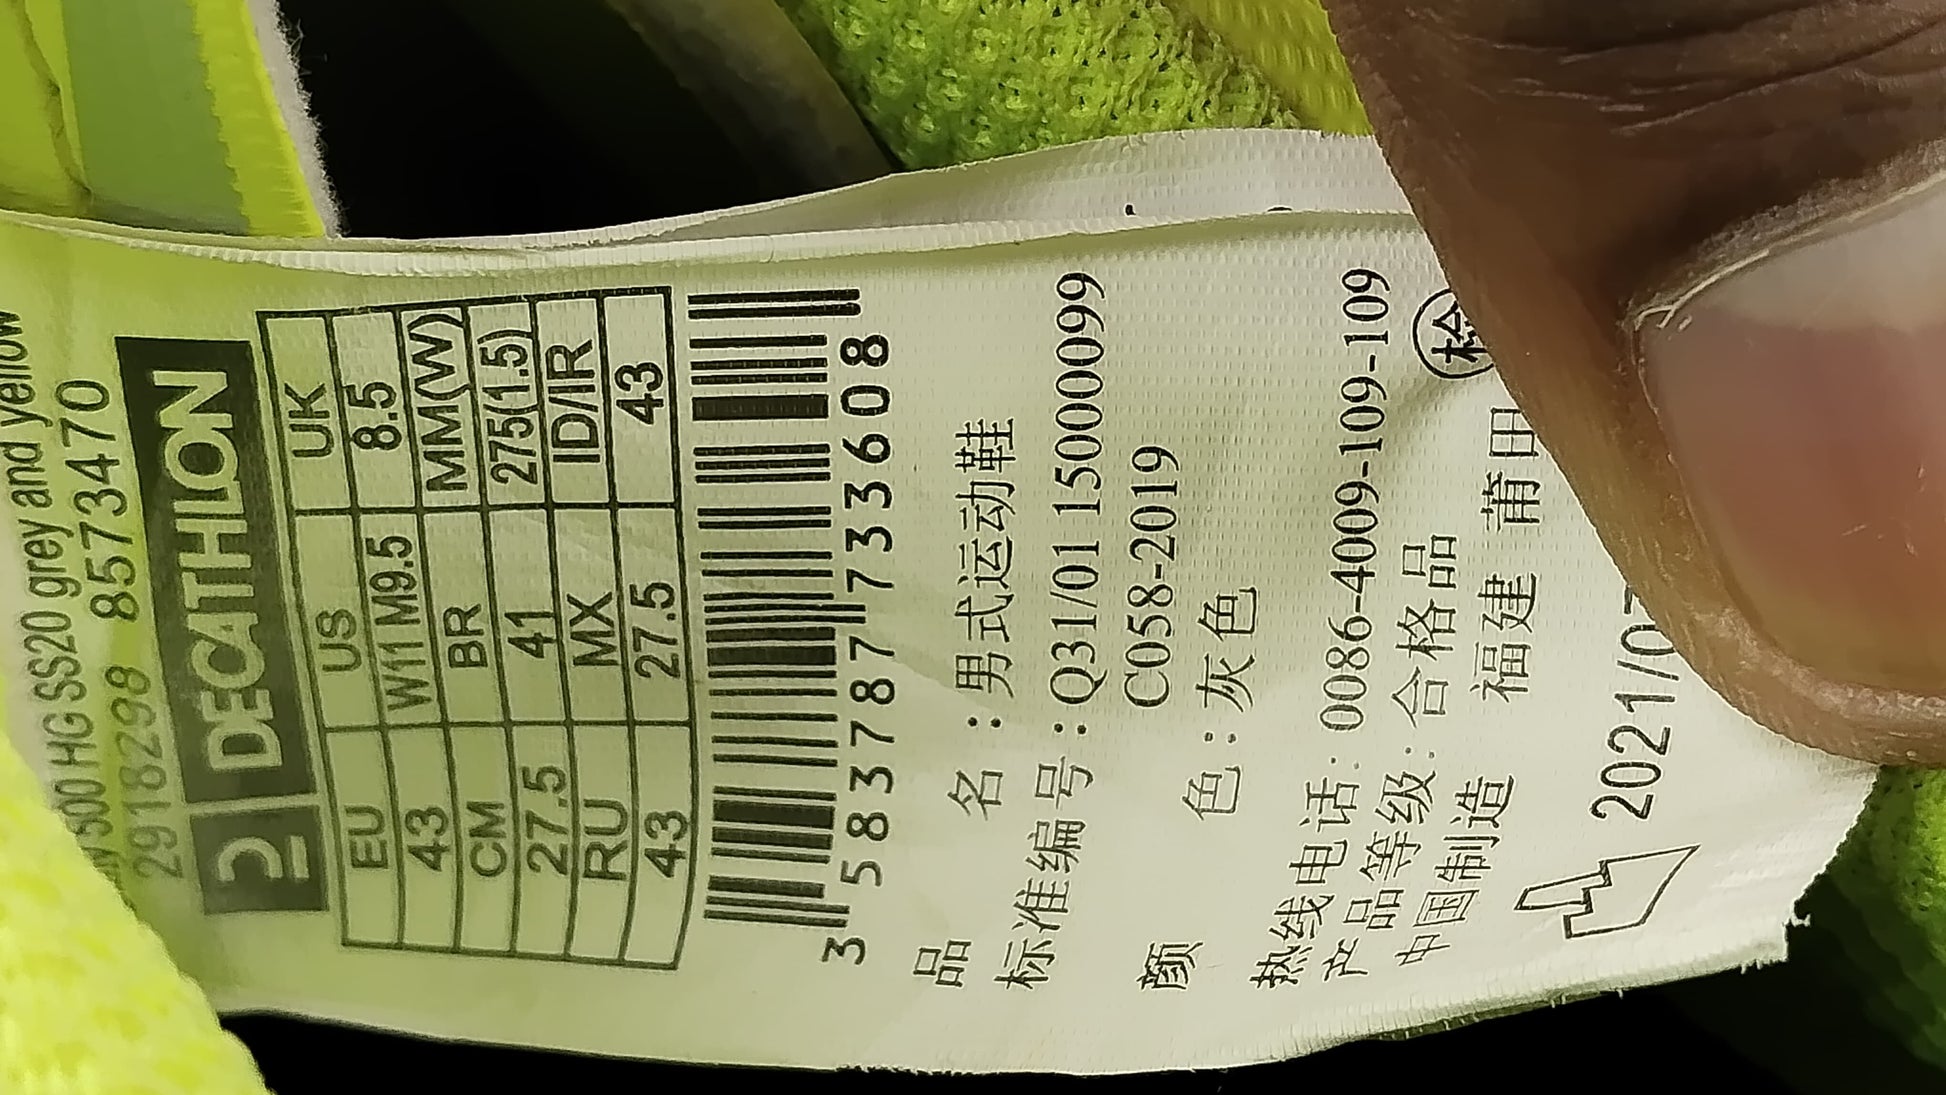 500 HG SS20 grey and yellow
2918298 8573470
DECATHLON
EU US UK
43 W11 M9.5 8.5
CM BR MM(W)
27.5 41 275(1.5)
RU MX ID/IR
43 27.5 43
3 583787 733608
品 名：男式运动鞋
标准编号：Q31/0115000099
C058-2019
颜 色：灰色
热线电话：0086-4009-109-109
产品等级：合格品 检
中国制造 福建 莆田
2021/0